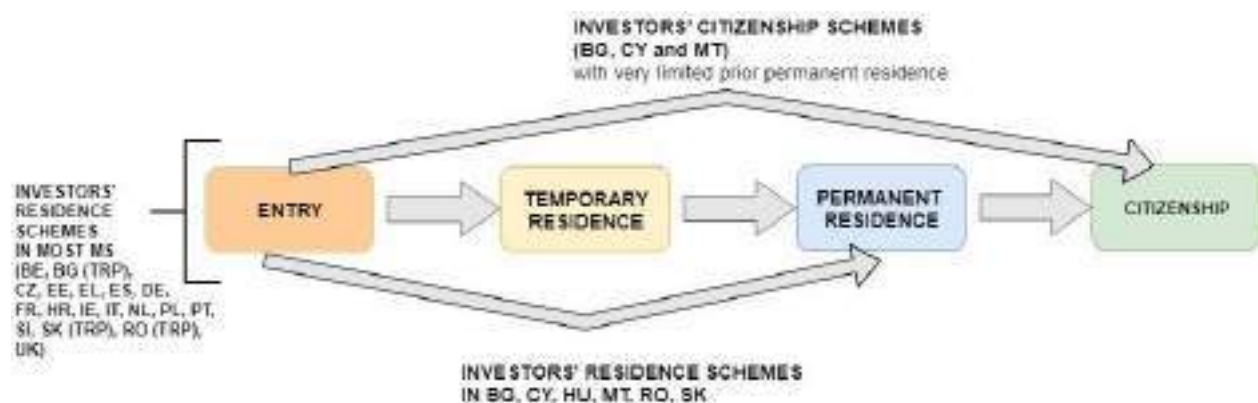 INVESTORS' CITIZENSHIP SCHEMES
(BG, CY and MT)
with very limited prior permanent residence
INVESTORS'
RESIDENCE
SCHEMES
IN MOST MS
(BE, BG (TRP),
CZ, EE, EL, ES, DE,
FR, HR, IE, IT, NL, PL, PT,
SI, SK (TRP), RO (TRP),
UK)
ENTRY
TEMPORARY
RESIDENCE
PERMANENT
RESIDENCE
CITIZENSHIP
INVESTORS' RESIDENCE SCHEMES
IN BG, CY, HU, MT, RO, SK